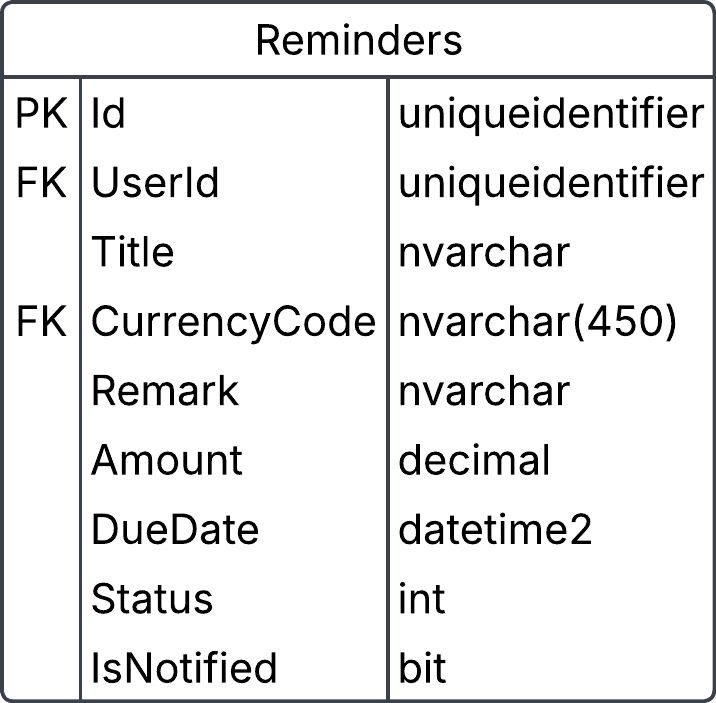 Reminders
PK Id uniqueidentifier
FK UserId uniqueidentifier
Title nvarchar
FK CurrencyCode nvarchar(450)
Remark nvarchar
Amount decimal
DueDate datetime2
Status int
IsNotified bit